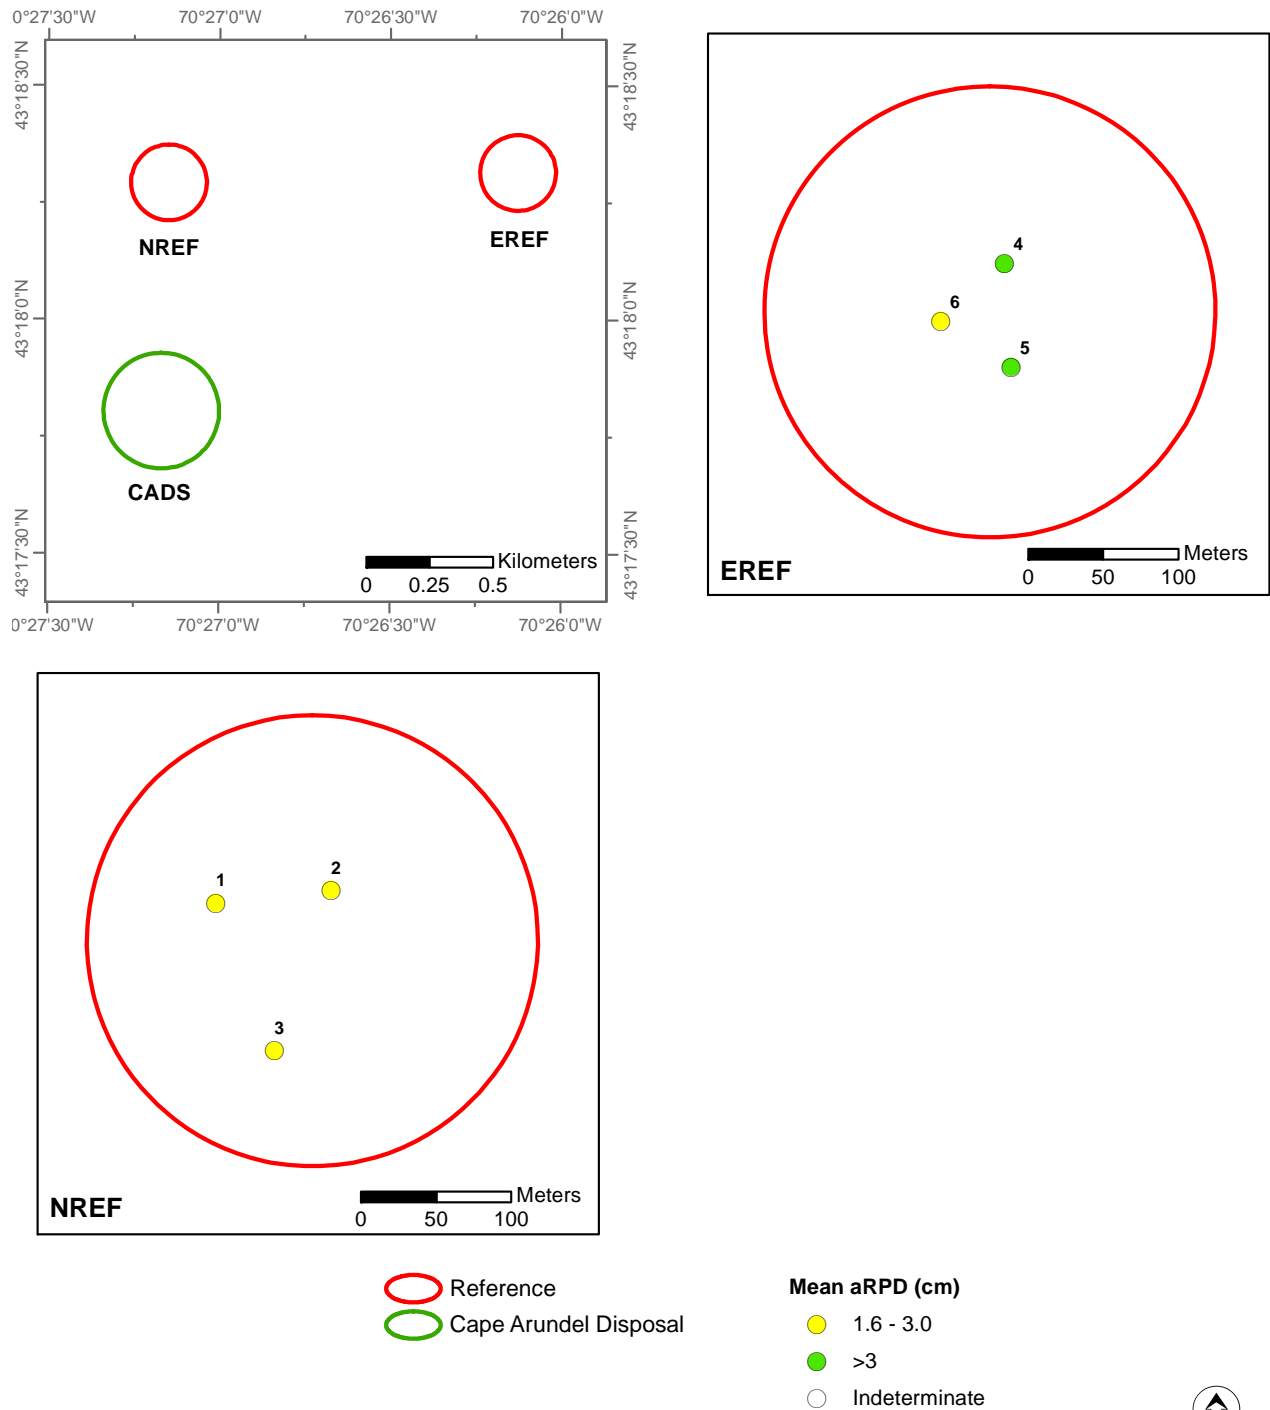 0°27'30"W 70°27'0"W 70°26'30"W 70°26'0"W
43°18'30"N 43°18'30"N
NREF EREF
43°18'0"N 43°18'0"N
CADS
43°17'30"N 43°17'30"N
Kilometers
0 0.25 0.5
0°27'30"W 70°27'0"W 70°26'30"W 70°26'0"W
4
6
5
EREF
Meters
0 50 100
1
2
3
NREF
Meters
0 50 100
Reference
Cape Arundel Disposal
Mean aRPD (cm)
1.6 - 3.0
>3
Indeterminate